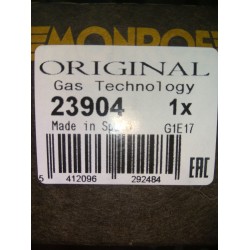 MONROE
ORIGINAL
Gas Technology
23904 1x
Made in Spain G1E17
EAC
5 412096 292484